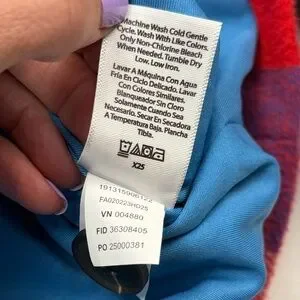 Machine Wash Cold Gentle
Cycle. Wash With Like Colors.
Only Non-Chlorine Bleach
When Needed. Tumble Dry
Low. Low Iron.
Lavar A Máquina Con Agua
Fría En Ciclo Delicado. Lavar
Con Colores Similares.
Blanqueador Sin Cloro
Solamente Cuando Sea
Necesario. Secar En Secadora
A Temperatura Baja. Plancha
Tibia.
X25
FA020223HD25
VN 004880
FID 36308405
PO 25000381